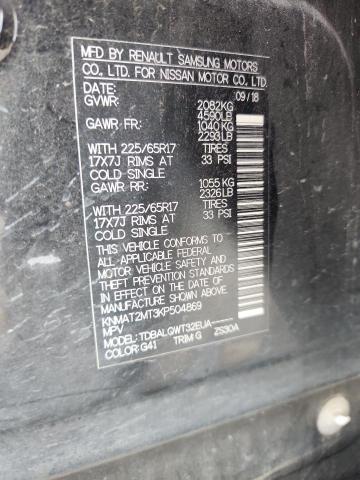 MFD BY RENAULT SAMSUNG MOTORS
CO., LTD. FOR NISSAN MOTOR CO., LTD.
DATE: 09/18
GVWR: 2082KG
4590LB
GAWR FR: 1040KG
2293LB
WITH 225/65R17 TIRES
17X7J RIMS AT 33 PSI
COLD SINGLE
GAWR RR: 1055KG
2326LB
WITH 225/65R17 TIRES
17X7J RIMS AT 33 PSI
COLD SINGLE
THIS VEHICLE CONFORMS TO
ALL APPLICABLE FEDERAL
MOTOR VEHICLE SAFETY AND
THEFT PREVENTION STANDARDS
IN EFFECT ON THE DATE OF
MANUFACTURE SHOWN ABOVE.
KNMAT2MT3KP504869
MPV
MODEL: TDBALGWT32EUA-----
COLOR: G41 TRIM G ZS30A